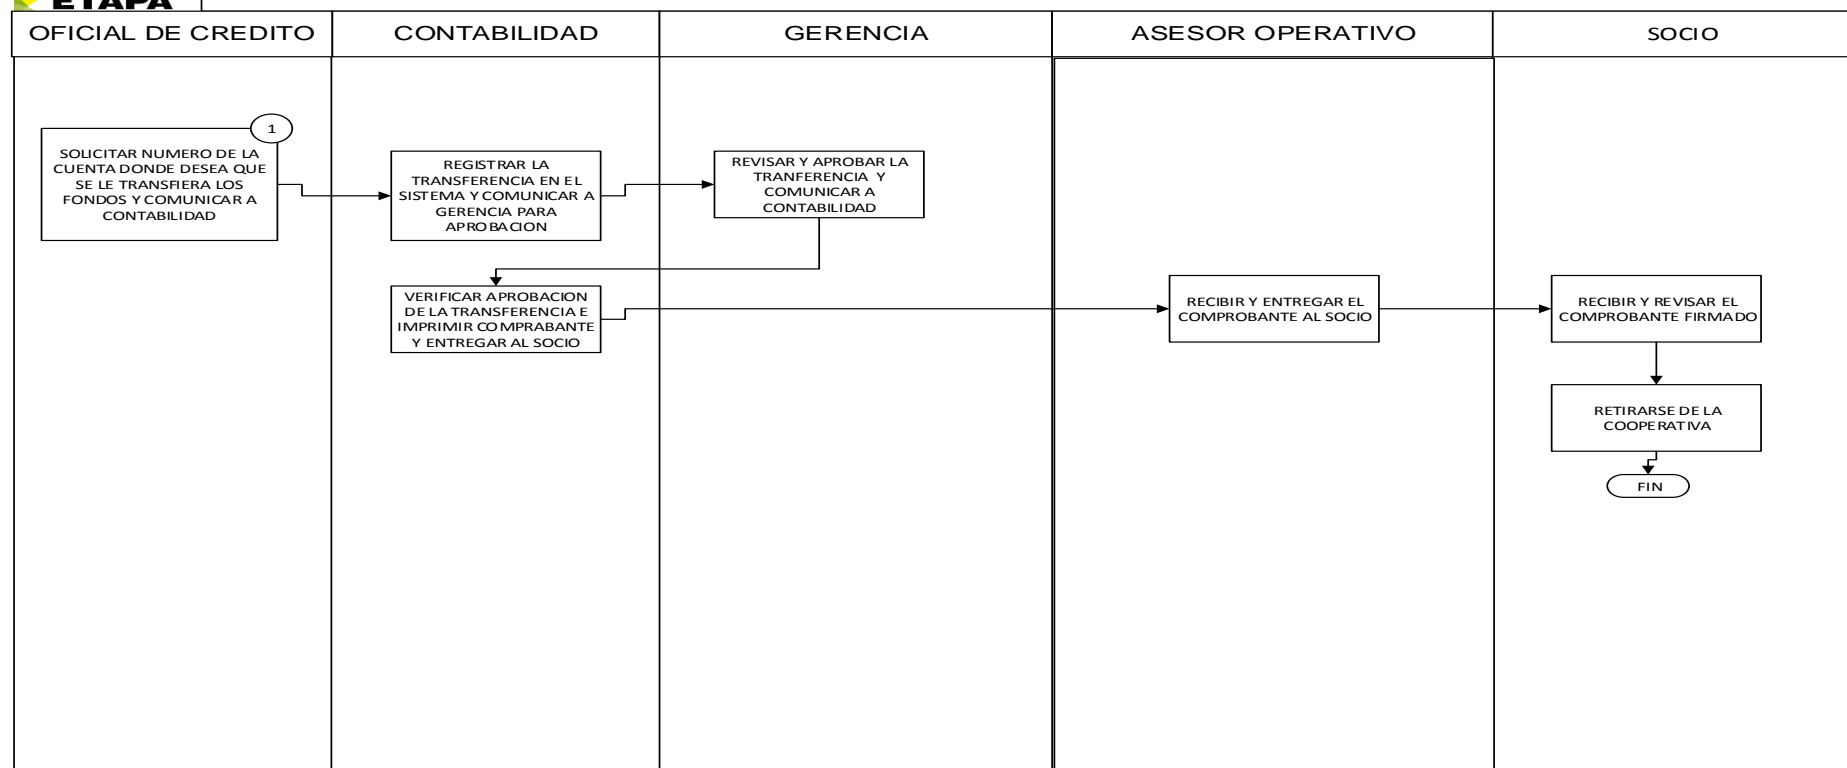 ETAPA
OFICIAL DE CREDITO
CONTABILIDAD
GERENCIA
ASESOR OPERATIVO
SOCIO
1
SOLICITAR NUMERO DE LA
CUENTA DONDE DESEA QUE
SE LE TRANSFIERA LOS
FONDOS Y COMUNICAR A
CONTABILIDAD
REGISTRAR LA
TRANSFERENCIA EN EL
SISTEMA Y COMUNICAR A
GERENCIA PARA
APROBACION
REVISAR Y APROBAR LA
TRANFERENCIA Y
COMUNICAR A
CONTABILIDAD
VERIFICAR APROBACION
DE LA TRANSFERENCIA E
IMPRIMIR COMPRABANTE
Y ENTREGAR AL SOCIO
RECIBIR Y ENTREGAR EL
COMPROBANTE AL SOCIO
RECIBIR Y REVISAR EL
COMPROBANTE FIRMADO
RETIRARSE DE LA
COOPERATIVA
FIN